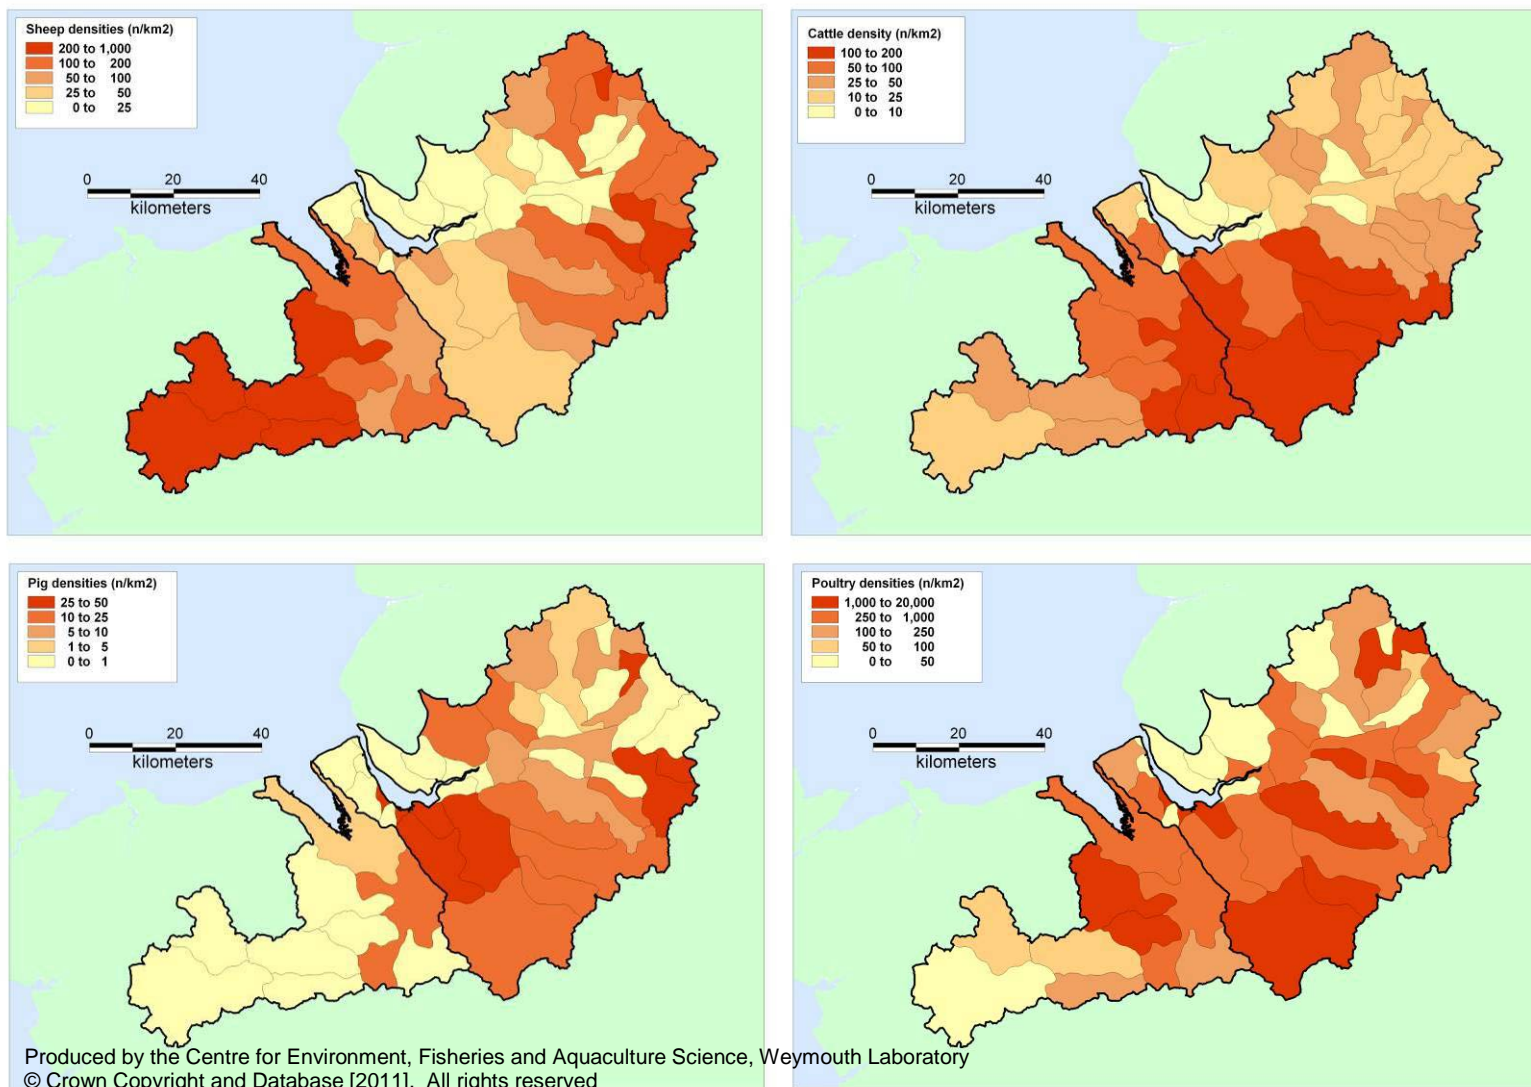 Sheep densities (n/km2)
200 to 1,000
100 to 200
50 to 100
25 to 50
0 to 25
0 20 40
kilometers
Cattle density (n/km2)
100 to 200
50 to 100
25 to 50
10 to 25
0 to 10
0 20 40
kilometers
Pig densities (n/km2)
25 to 50
10 to 25
5 to 10
1 to 5
0 to 1
0 20 40
kilometers
Poultry densities (n/km2)
1,000 to 20,000
250 to 1,000
100 to 250
50 to 100
0 to 50
0 20 40
kilometers
Produced by the Centre for Environment, Fisheries and Aquaculture Science, Weymouth Laboratory
© Crown Copyright and Database [2011]. All rights reserved